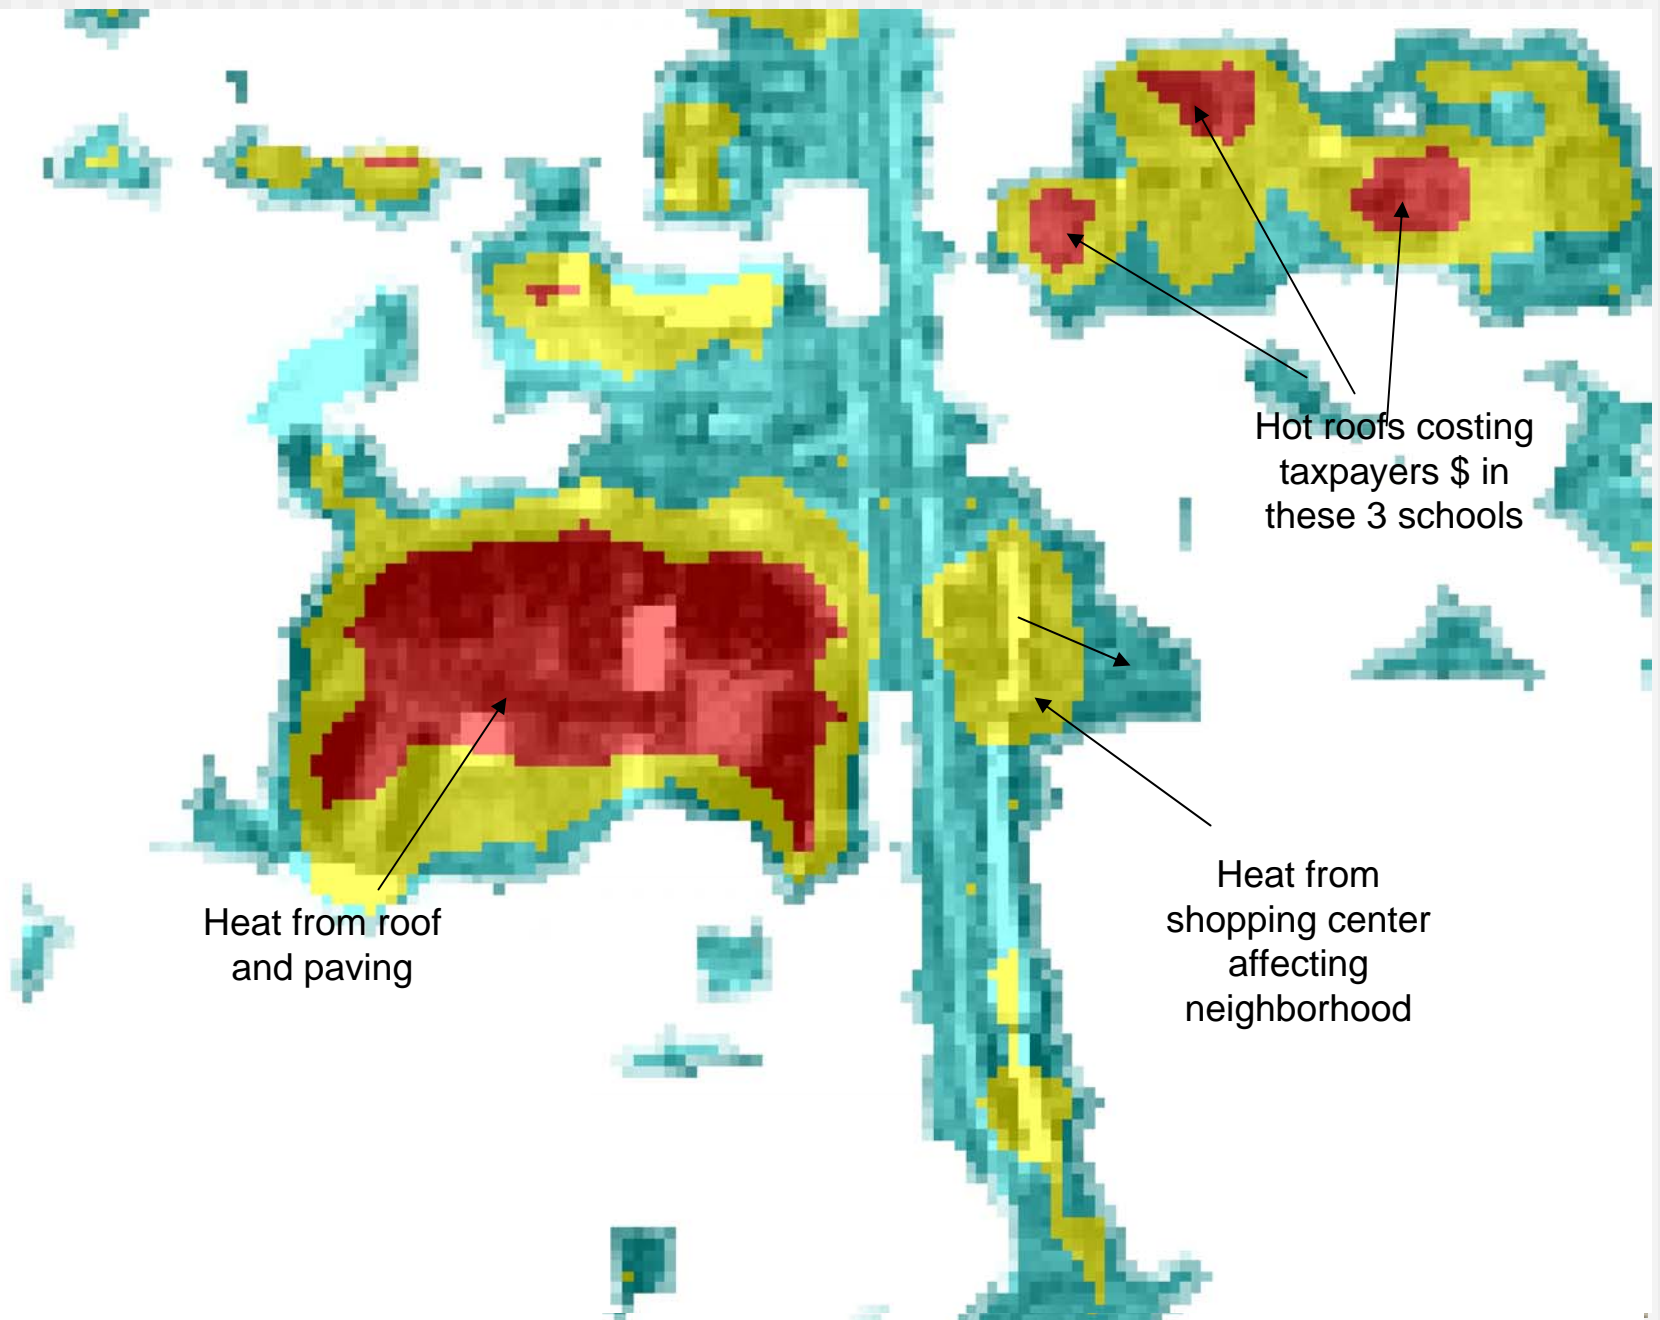 Hot roofs costing
taxpayers $ in
these 3 schools
Heat from
shopping center
affecting
neighborhood
Heat from roof
and paving